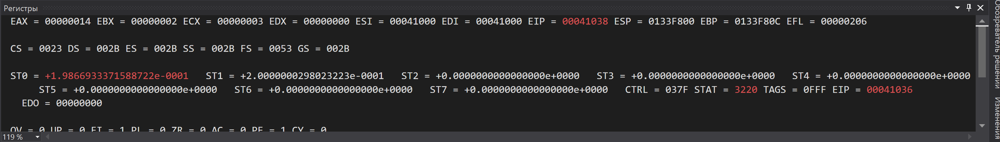 Регистры
EAX = 00000014 EBX = 00000002 ECX = 00000003 EDX = 00000000 ESI = 00041000 EDI = 00041000 EIP = 00041038 ESP = 0133F800 EBP = 0133F80C EFL = 00000206
CS = 0023 DS = 002B ES = 002B SS = 002B FS = 0053 GS = 002B
ST0 = +1.9866933371588722e-0001 ST1 = +2.0000000298023223e-0001 ST2 = +0.0000000000000000e+0000 ST3 = +0.0000000000000000e+0000 ST4 = +0.0000000000000000e+0000
ST5 = +0.0000000000000000e+0000 ST6 = +0.0000000000000000e+0000 ST7 = +0.0000000000000000e+0000 CTRL = 037F STAT = 3220 TAGS = 0FFF EIP = 00041036
EDO = 00000000
OV = 0 UP = 0 EI = 1 PL = 0 ZR = 0 AC = 0 PE = 1 CY = 0
119 %
Обозреватель решений
Изменения